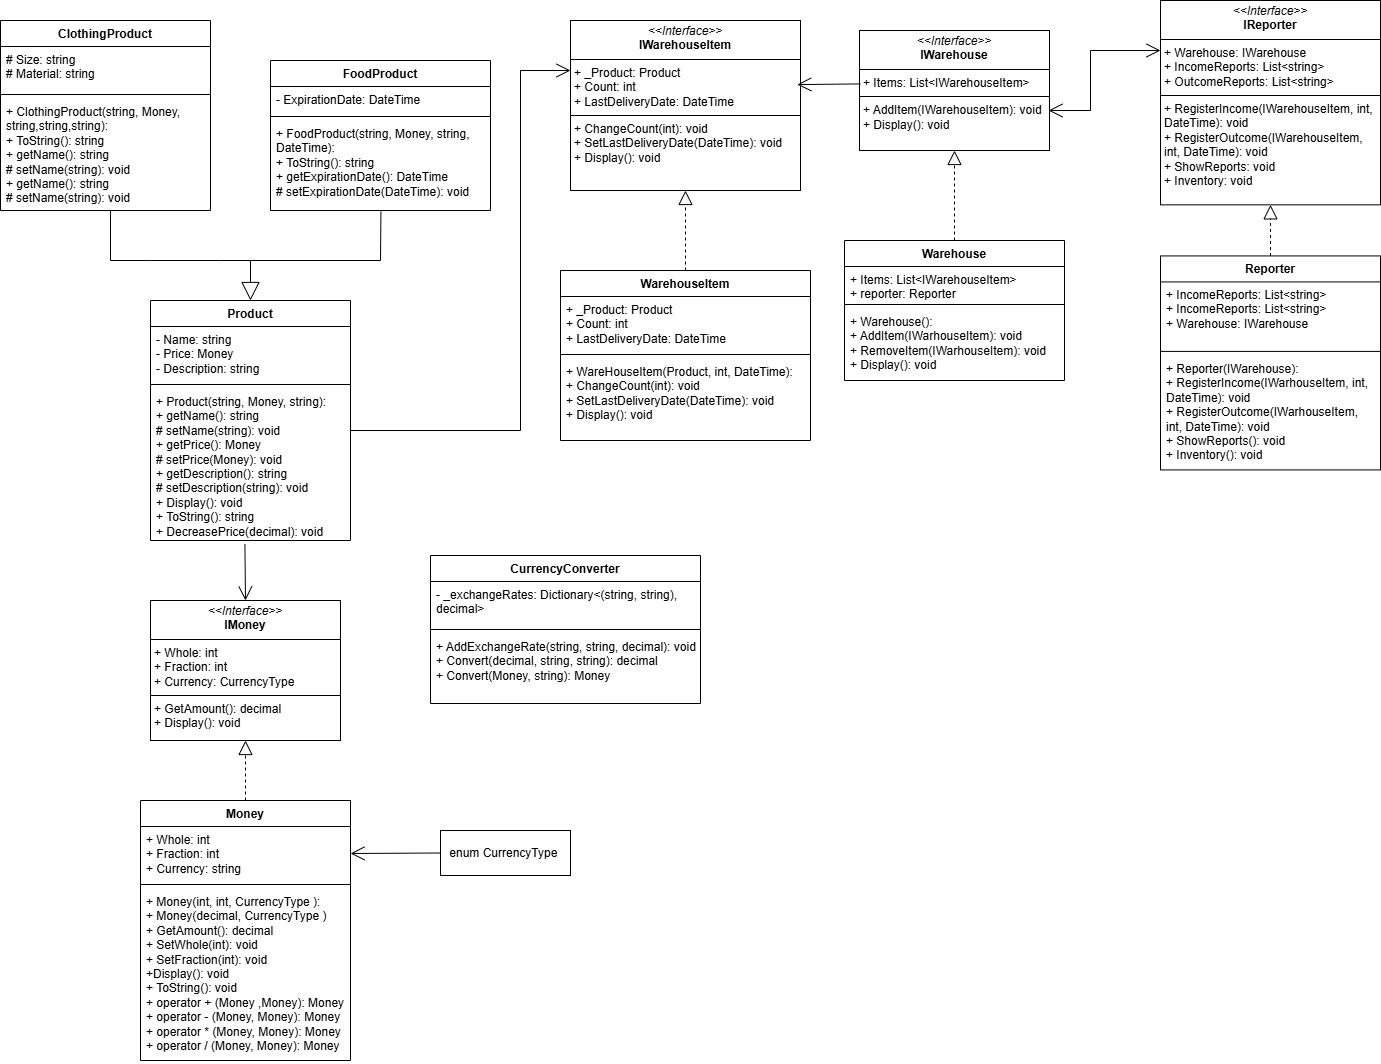 ClothingProduct
# Size: string
# Material: string
+ ClothingProduct(string, Money,
string,string,string):
+ ToString(): string
+ getName(): string
# setName(string): void
+ getName(): string
# setName(string): void
FoodProduct
- ExpirationDate: DateTime
+ FoodProduct(string, Money, string,
DateTime):
+ ToString(): string
+ getExpirationDate(): DateTime
# setExpirationDate(DateTime): void
<<Interface>>
IWarehouseItem
+ _Product: Product
+ Count: int
+ LastDeliveryDate: DateTime
+ ChangeCount(int): void
+ SetLastDeliveryDate(DateTime): void
+ Display(): void
<<Interface>>
IWarehouse
+ Items: List<IWarehouseItem>
+ AddItem(IWarehouseItem): void
+ Display(): void
<<Interface>>
IReporter
+ Warehouse: IWarehouse
+ IncomeReports: List<string>
+ OutcomeReports: List<string>
+ RegisterIncome(IWarehouseItem, int,
DateTime): void
+ RegisterOutcome(IWarehouseItem,
int, DateTime): void
+ ShowReports: void
+ Inventory: void
Product
- Name: string
- Price: Money
- Description: string
+ Product(string, Money, string):
+ getName(): string
# setName(string): void
+ getPrice(): Money
# setPrice(Money): void
+ getDescription(): string
# setDescription(string): void
+ Display(): void
+ ToString(): string
+ DecreasePrice(decimal): void
WarehouseItem
+ _Product: Product
+ Count: int
+ LastDeliveryDate: DateTime
+ WareHouseItem(Product, int, DateTime):
+ ChangeCount(int): void
+ SetLastDeliveryDate(DateTime): void
+ Display(): void
Warehouse
+ Items: List<IWarehouseItem>
+ reporter: Reporter
+ Warehouse():
+ AddItem(IWarhouseItem): void
+ RemoveItem(IWarhouseItem): void
+ Display(): void
Reporter
+ IncomeReports: List<string>
+ IncomeReports: List<string>
+ Warehouse: IWarehouse
+ Reporter(IWarehouse):
+ RegisterIncome(IWarhouseItem, int,
DateTime): void
+ RegisterOutcome(IWarhouseItem,
int, DateTime): void
+ ShowReports(): void
+ Inventory(): void
<<Interface>>
IMoney
+ Whole: int
+ Fraction: int
+ Currency: CurrencyType
+ GetAmount(): decimal
+ Display(): void
CurrencyConverter
- _exchangeRates: Dictionary<(string, string),
decimal>
+ AddExchangeRate(string, string, decimal): void
+ Convert(decimal, string, string): decimal
+ Convert(Money, string): Money
Money
+ Whole: int
+ Fraction: int
+ Currency: string
+ Money(int, int, CurrencyType ):
+ Money(decimal, CurrencyType )
+ GetAmount(): decimal
+ SetWhole(int): void
+ SetFraction(int): void
+Display(): void
+ ToString(): void
+ operator + (Money ,Money): Money
+ operator - (Money, Money): Money
+ operator * (Money, Money): Money
+ operator / (Money, Money): Money
enum CurrencyType